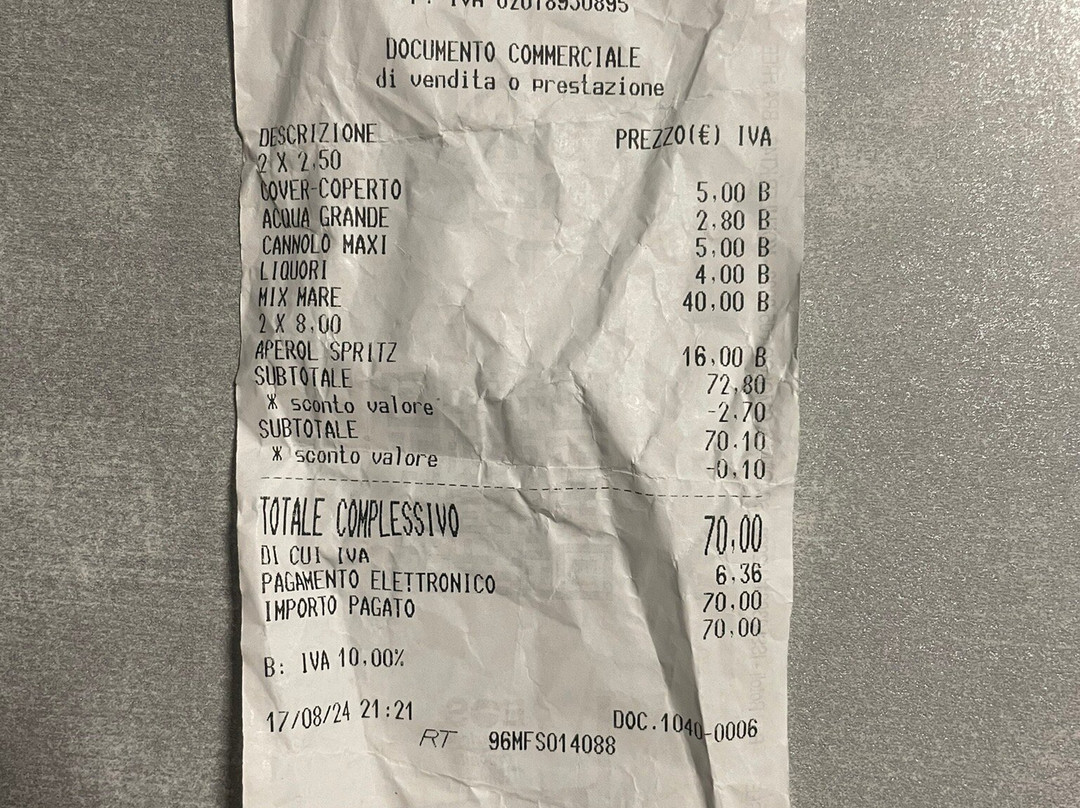 P. IVA 02018950895
DOCUMENTO COMMERCIALE
di vendita o prestazione
DESCRIZIONE PREZZO(€) IVA
2 X 2,50
COVER-COPERTO 5,00 B
ACQUA GRANDE 2,80 B
CANNOLO MAXI 5,00 B
LIQUORI 4,00 B
MIX MARE 40,00 B
2 X 8,00
APEROL SPRITZ 16,00 B
SUBTOTALE 72,80
* sconto valore -2,70
SUBTOTALE 70,10
* sconto valore -0,10
TOTALE COMPLESSIVO 70,00
DI CUI IVA 6,36
PAGAMENTO ELETTRONICO 70,00
IMPORTO PAGATO 70,00
B: IVA 10,00%
17/08/24 21:21 DOC.1040-0006
RT 96MFS014088